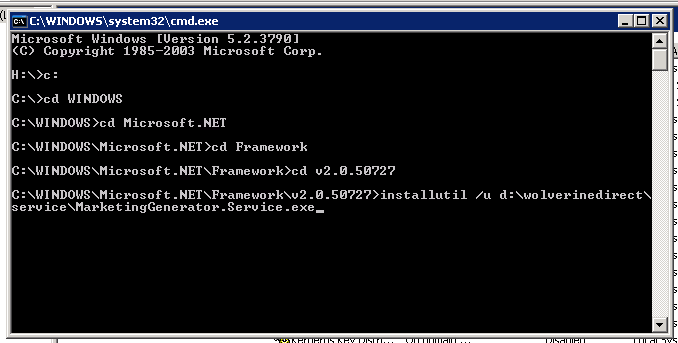 C:\WINDOWS\system32\cmd.exe
Microsoft Windows [Version 5.2.3790]
(C) Copyright 1985-2003 Microsoft Corp.
H:\>c:
C:\>cd WINDOWS
C:\WINDOWS>cd Microsoft.NET
C:\WINDOWS\Microsoft.NET>cd Framework
C:\WINDOWS\Microsoft.NET\Framework>cd v2.0.50727
C:\WINDOWS\Microsoft.NET\Framework\v2.0.50727>installutil /u d:\wolverinedirect\
service\MarketingGenerator.Service.exe_